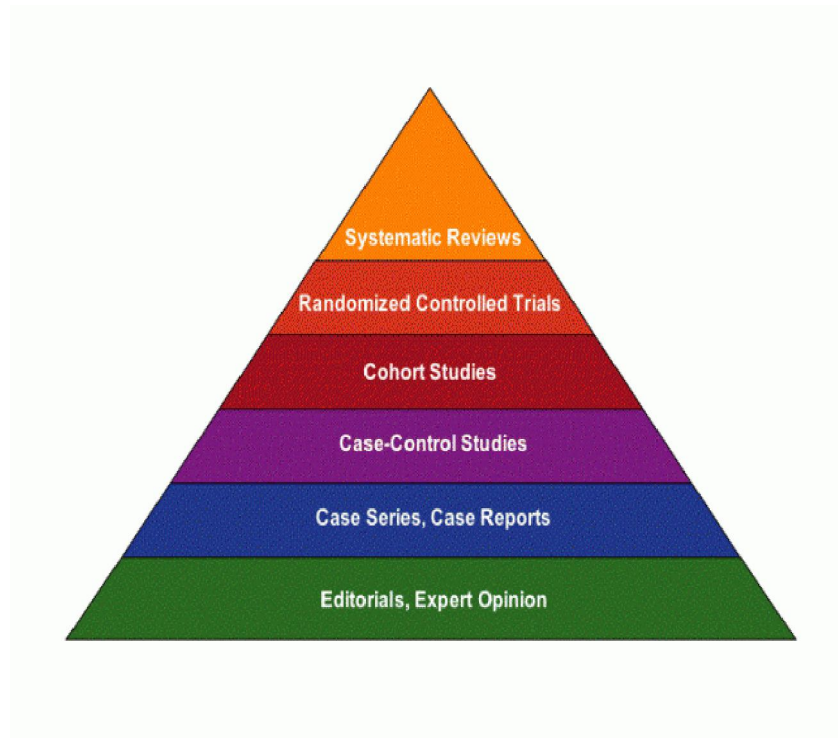 Systematic Reviews
Randomized Controlled Trials
Cohort Studies
Case-Control Studies
Case Series, Case Reports
Editorials, Expert Opinion